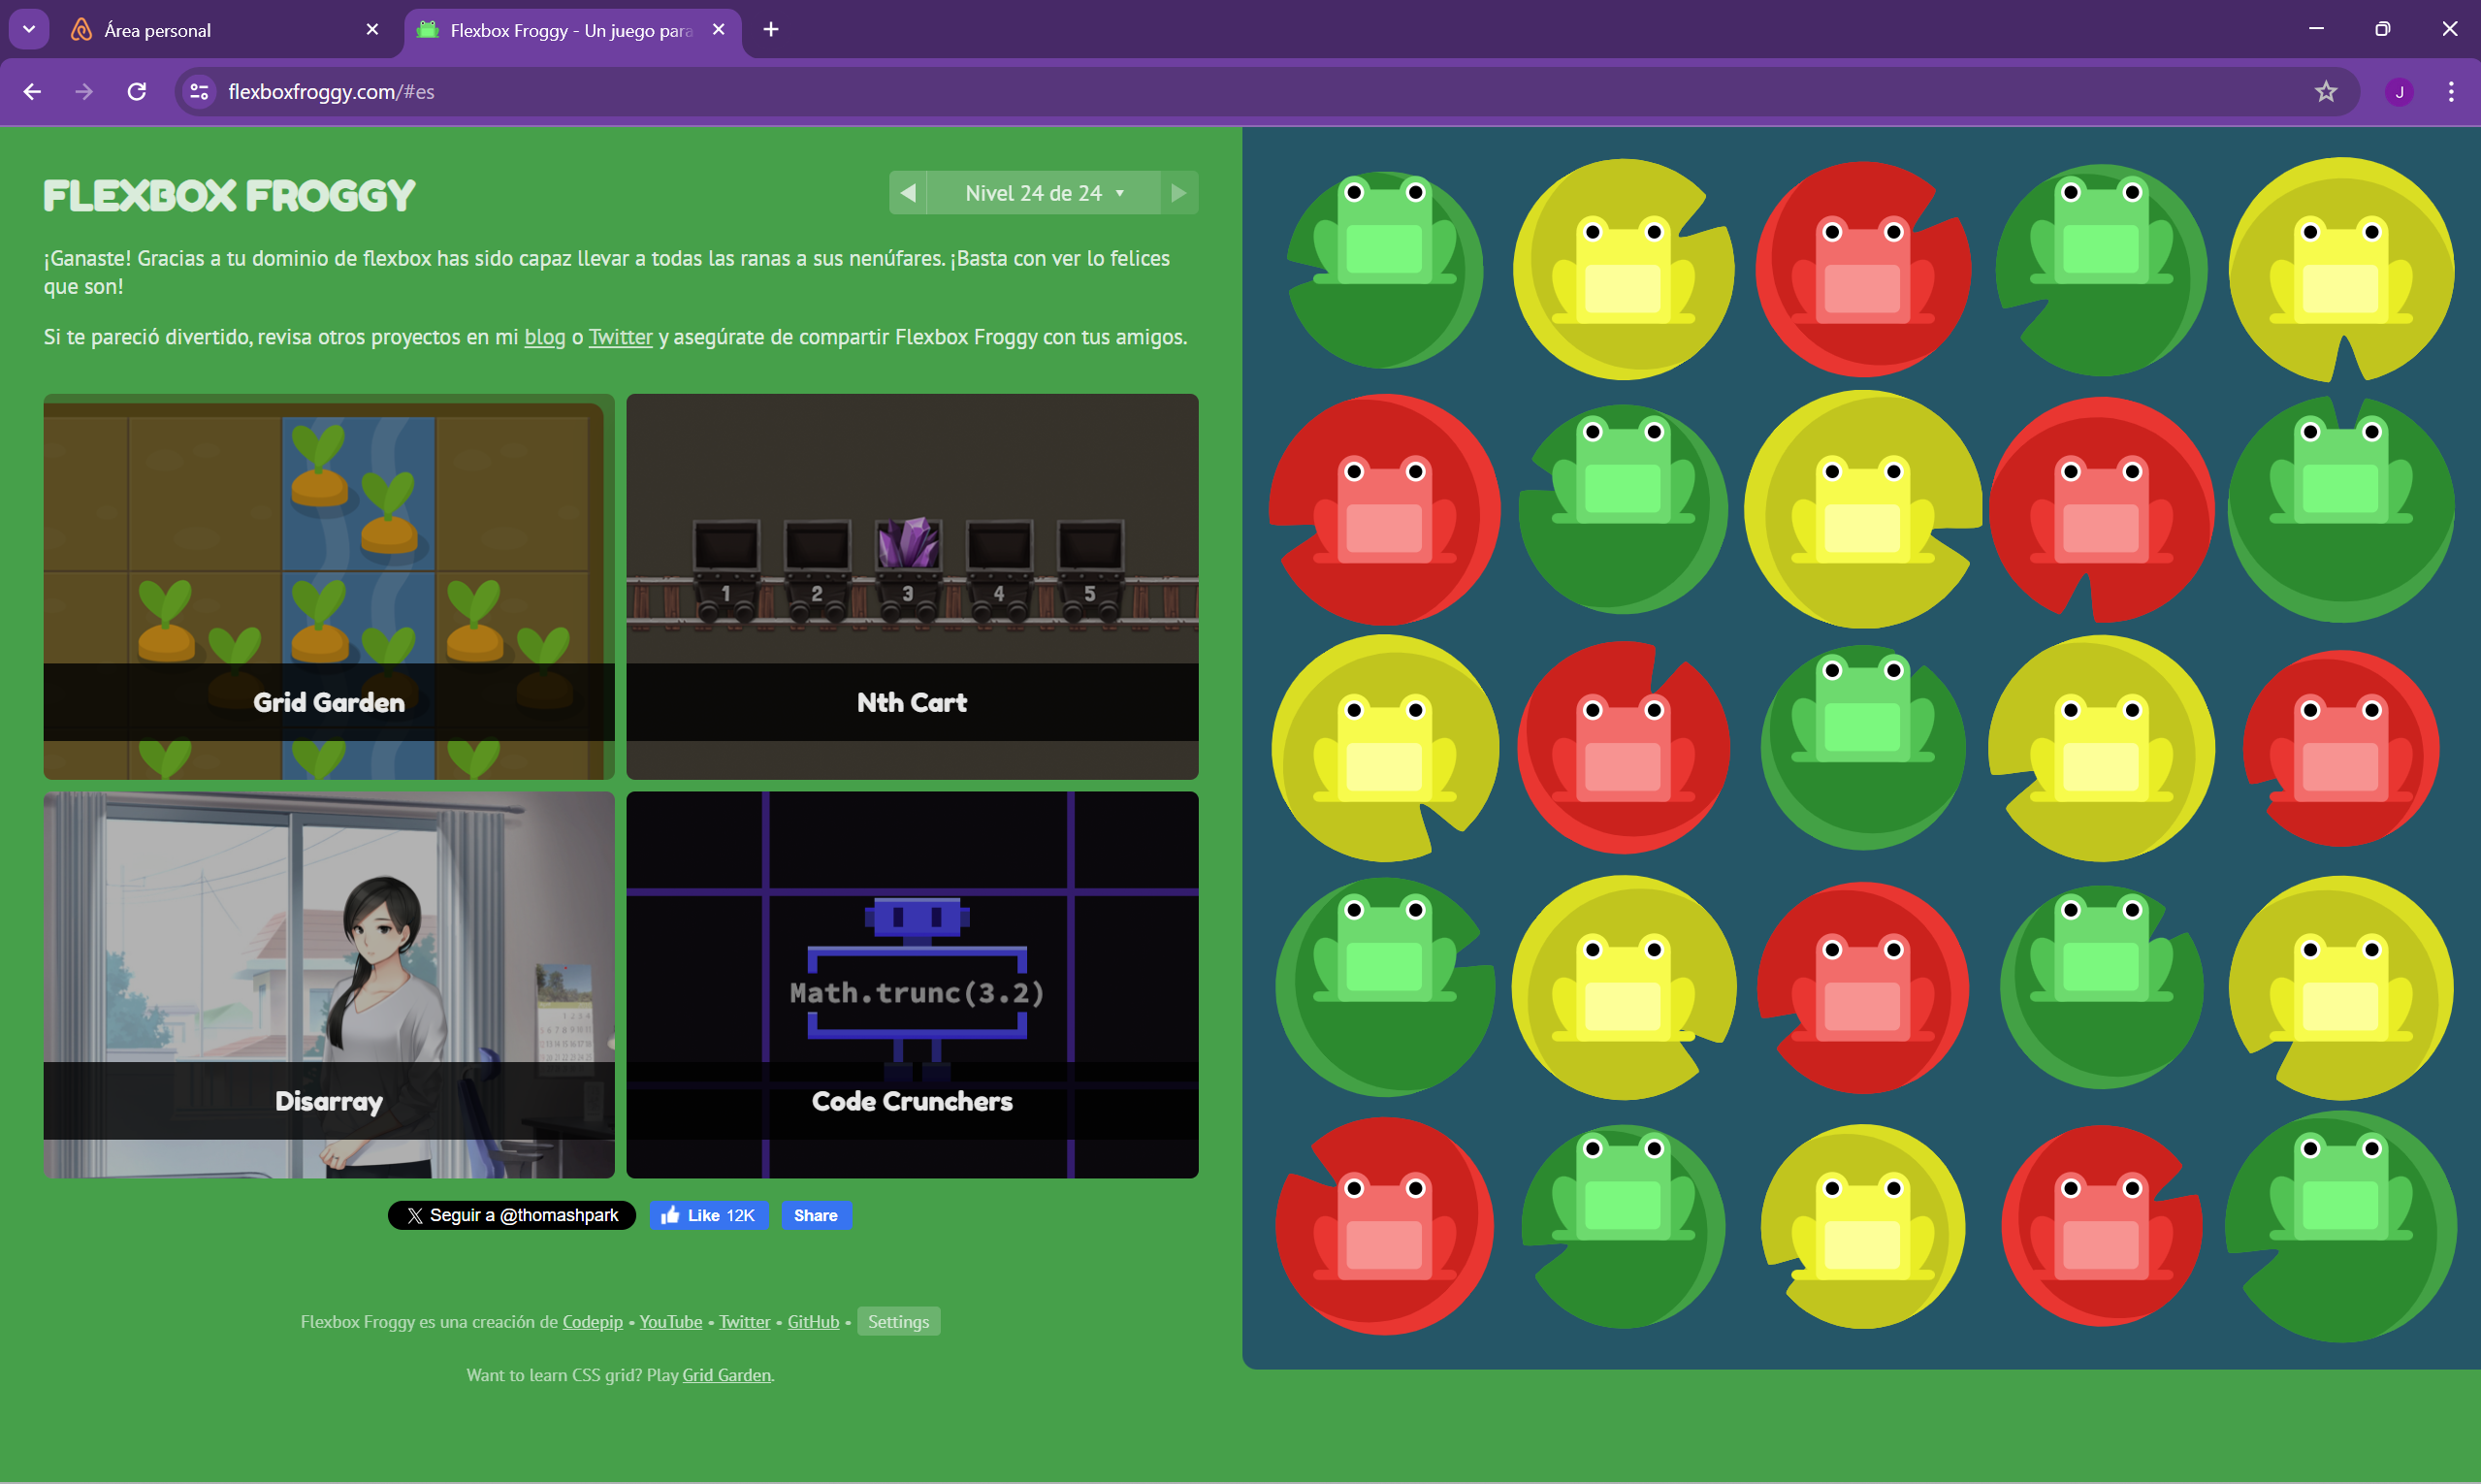 Área personal
Flexbox Froggy - Un juego para
flexboxfroggy.com/#es
J
FLEXBOX FROGGY
Nivel 24 de 24
¡Ganaste! Gracias a tu dominio de flexbox has sido capaz llevar a todas las ranas a sus nenúfares. ¡Basta con ver lo felices
que son!
Si te pareció divertido, revisa otros proyectos en mi blog o Twitter y asegúrate de compartir Flexbox Froggy con tus amigos.
1 2 3 4 5
Grid Garden
Nth Cart
Math.trunc(3.2)
Disarray
Code Crunchers
Seguir a @thomashpark
Like 12K
Share
Flexbox Froggy es una creación de Codepip • YouTube • Twitter • GitHub • Settings
Want to learn CSS grid? Play Grid Garden.